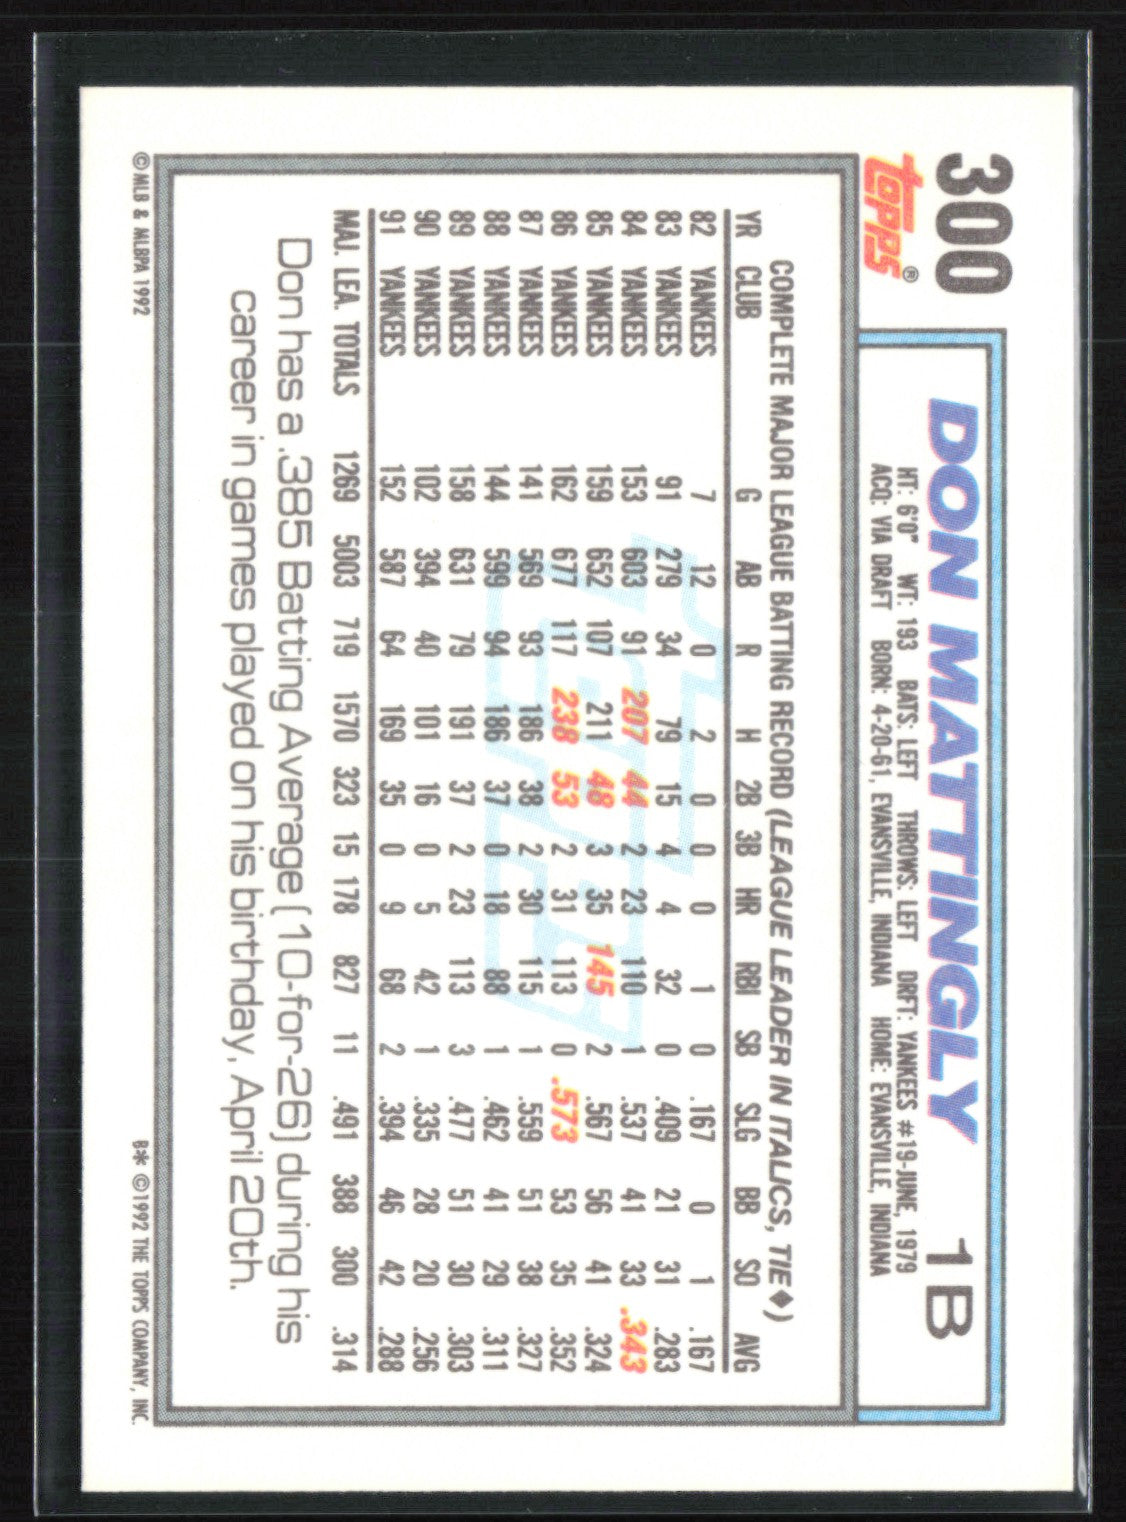 300
TOPPS®
DON MATTINGLY 1B
HT: 6'0" WT: 193 BATS: LEFT THROWS: LEFT DRFT: YANKEES #19-JUNE, 1979
ACQ: VIA DRAFT BORN: 4-20-61, EVANSVILLE, INDIANA HOME: EVANSVILLE, INDIANA
COMPLETE MAJOR LEAGUE BATTING RECORD (LEAGUE LEADER IN ITALICS, TIE♦)
YR CLUB G AB R H 2B 3B HR RBI SB SLG BB SO AVG
82 YANKEES 7 12 0 2 0 0 0 1 0 .167 0 1 .167
83 YANKEES 91 279 34 79 15 4 4 32 0 .409 21 31 .283
84 YANKEES 153 603 91 207 44 2 23 110 1 .537 41 33 .343
85 YANKEES 159 652 107 211 48 3 35 145 2 .567 56 41 .324
86 YANKEES 162 677 117 238 53 2 31 113 0 .573 53 35 .352
87 YANKEES 141 569 93 186 38 2 30 115 1 .559 51 38 .327
88 YANKEES 144 599 94 186 37 0 18 88 1 .462 41 29 .311
89 YANKEES 158 631 79 191 37 2 23 113 3 .477 51 30 .303
90 YANKEES 102 394 40 101 16 0 5 42 1 .335 28 20 .256
91 YANKEES 152 587 64 169 35 0 9 68 2 .394 46 42 .288
MAJ. LEA. TOTALS 1269 5003 719 1570 323 15 178 827 11 .491 388 300 .314
Don has a .385 Batting Average (10-for-26) during his
career in games played on his birthday, April 20th.
© MLB & MLBPA 1992
B* ©1992 THE TOPPS COMPANY, INC.